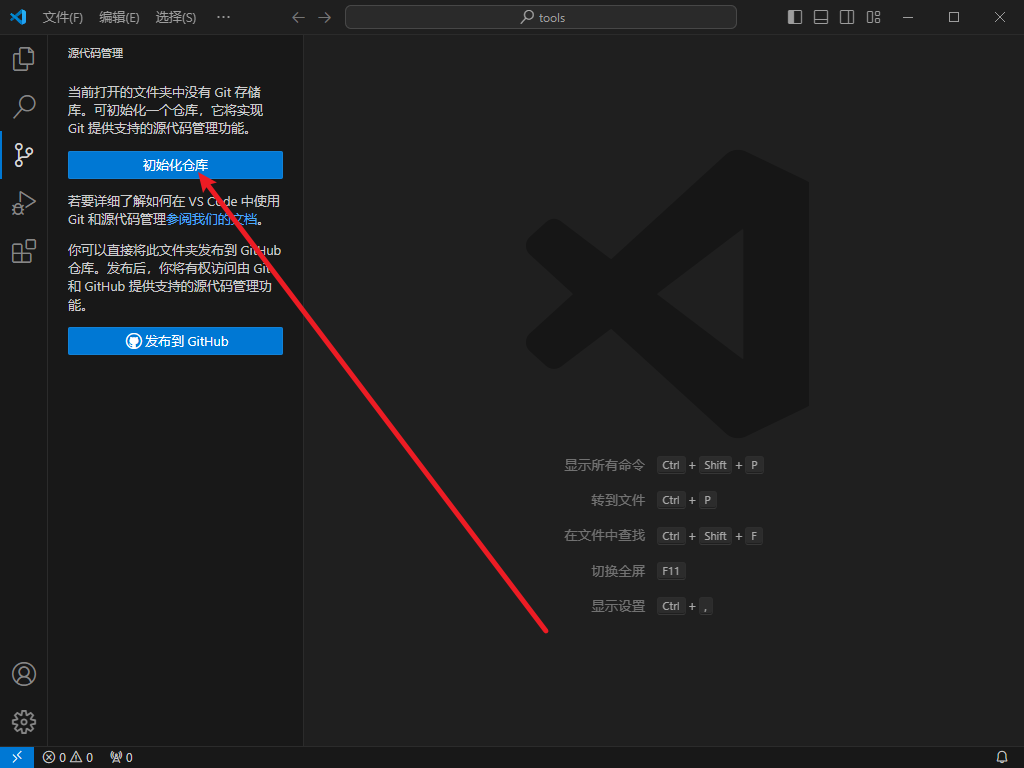 文件(F) 编辑(E) 选择(S) ··· tools
源代码管理
当前打开的文件夹中没有 Git 存储
库。可初始化一个仓库，它将实现
Git 提供支持的源代码管理功能。
初始化仓库
若要详细了解如何在 VS Code 中使用
Git 和源代码管理参阅我们的文档。
你可以直接将此文件夹发布到 GitHub
仓库。发布后，你将有权访问由 Git
和 GitHub 提供支持的源代码管理功
能。
发布到 GitHub
显示所有命令 Ctrl + Shift + P
转到文件 Ctrl + P
在文件中查找 Ctrl + Shift + F
切换全屏 F11
显示设置 Ctrl + ,
0 0 0